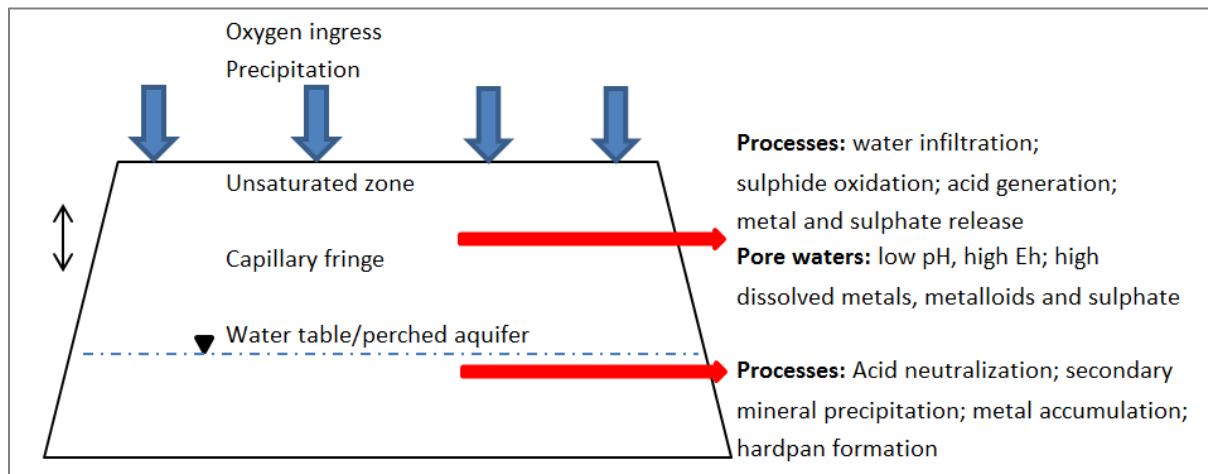 Oxygen ingress
Precipitation
Unsaturated zone
Capillary fringe
Water table/perched aquifer
Processes: water infiltration;
sulphide oxidation; acid generation;
metal and sulphate release
Pore waters: low pH, high Eh; high
dissolved metals, metalloids and sulphate
Processes: Acid neutralization; secondary
mineral precipitation; metal accumulation;
hardpan formation